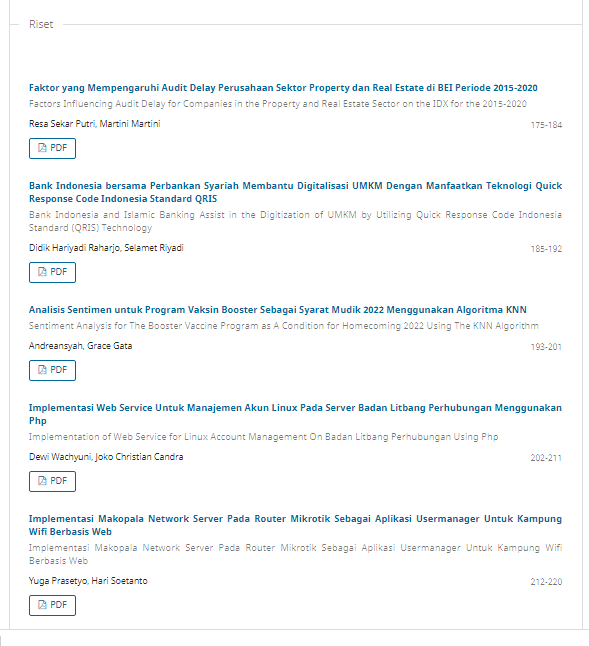 Riset
Faktor yang Mempengaruhi Audit Delay Perusahaan Sektor Property dan Real Estate di BEI Periode 2015-2020
Factors Influencing Audit Delay for Companies in the Property and Real Estate Sector on the IDX for the 2015-2020
Resa Sekar Putri, Martini Martini
175-184
PDF
Bank Indonesia bersama Perbankan Syariah Membantu Digitalisasi UMKM Dengan Manfaatkan Teknologi Quick
Response Code Indonesia Standard QRIS
Bank Indonesia and Islamic Banking Assist in the Digitization of UMKM by Utilizing Quick Response Code Indonesia
Standard (QRIS) Technology
Didik Hariyadi Raharjo, Selamet Riyadi
185-192
PDF
Analisis Sentimen untuk Program Vaksin Booster Sebagai Syarat Mudik 2022 Menggunakan Algoritma KNN
Sentiment Analysis for The Booster Vaccine Program as A Condition for Homecoming 2022 Using The KNN Algorithm
Andreansyah, Grace Gata
193-201
PDF
Implementasi Web Service Untuk Manajemen Akun Linux Pada Server Badan Litbang Perhubungan Menggunakan
Php
Implementation of Web Service for Linux Account Management On Badan Litbang Perhubungan Using Php
Dewi Wachyuni, Joko Christian Candra
202-211
PDF
Implementasi Makopala Network Server Pada Router Mikrotik Sebagai Aplikasi Usermanager Untuk Kampung
Wifi Berbasis Web
Implementasi Makopala Network Server Pada Router Mikrotik Sebagai Aplikasi Usermanager Untuk Kampung Wifi
Berbasis Web
Yuga Prasetyo, Hari Soetanto
212-220
PDF